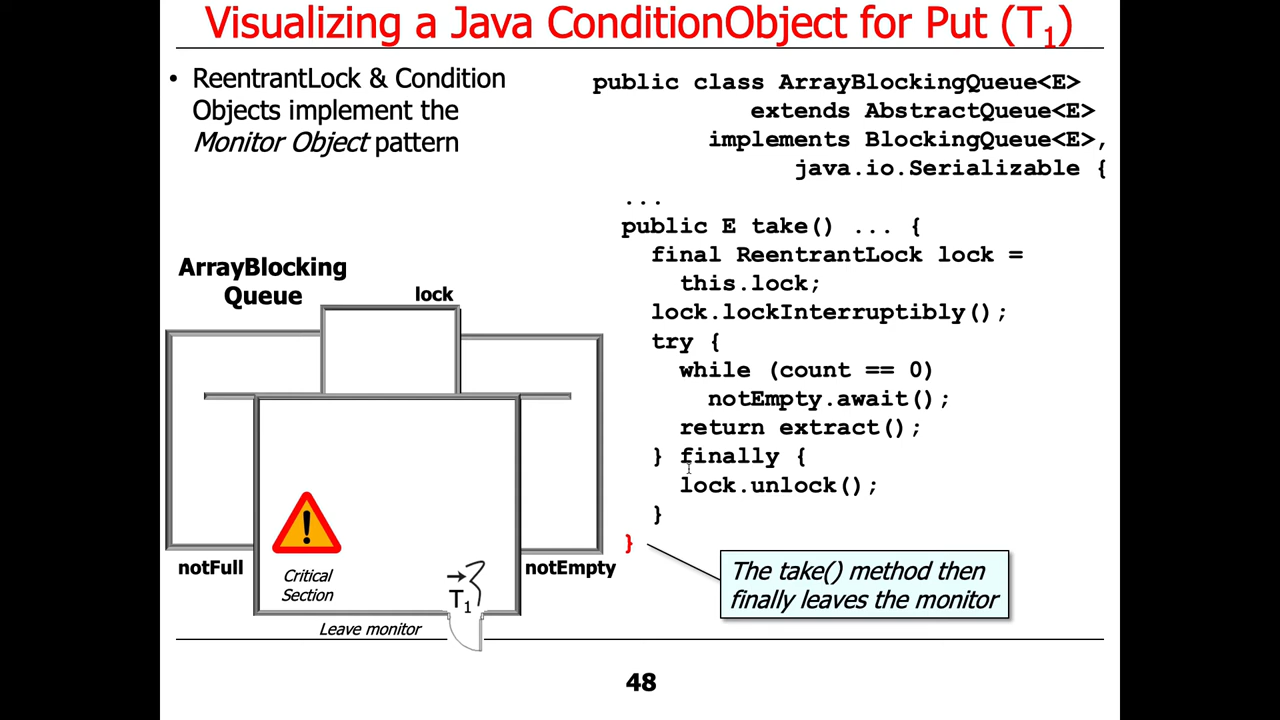 Visualizing a Java ConditionObject for Put (T1)
• ReentrantLock & Condition
Objects implement the
Monitor Object pattern
public class ArrayBlockingQueue<E>
extends AbstractQueue<E>
implements BlockingQueue<E>,
java.io.Serializable {
...
public E take() ... {
final ReentrantLock lock =
this.lock;
lock.lockInterruptibly();
try {
while (count == 0)
notEmpty.await();
return extract();
} finally {
lock.unlock();
}
}
The take() method then
finally leaves the monitor
ArrayBlocking
Queue
lock
notFull
notEmpty
Critical
Section
T1
Leave monitor
48